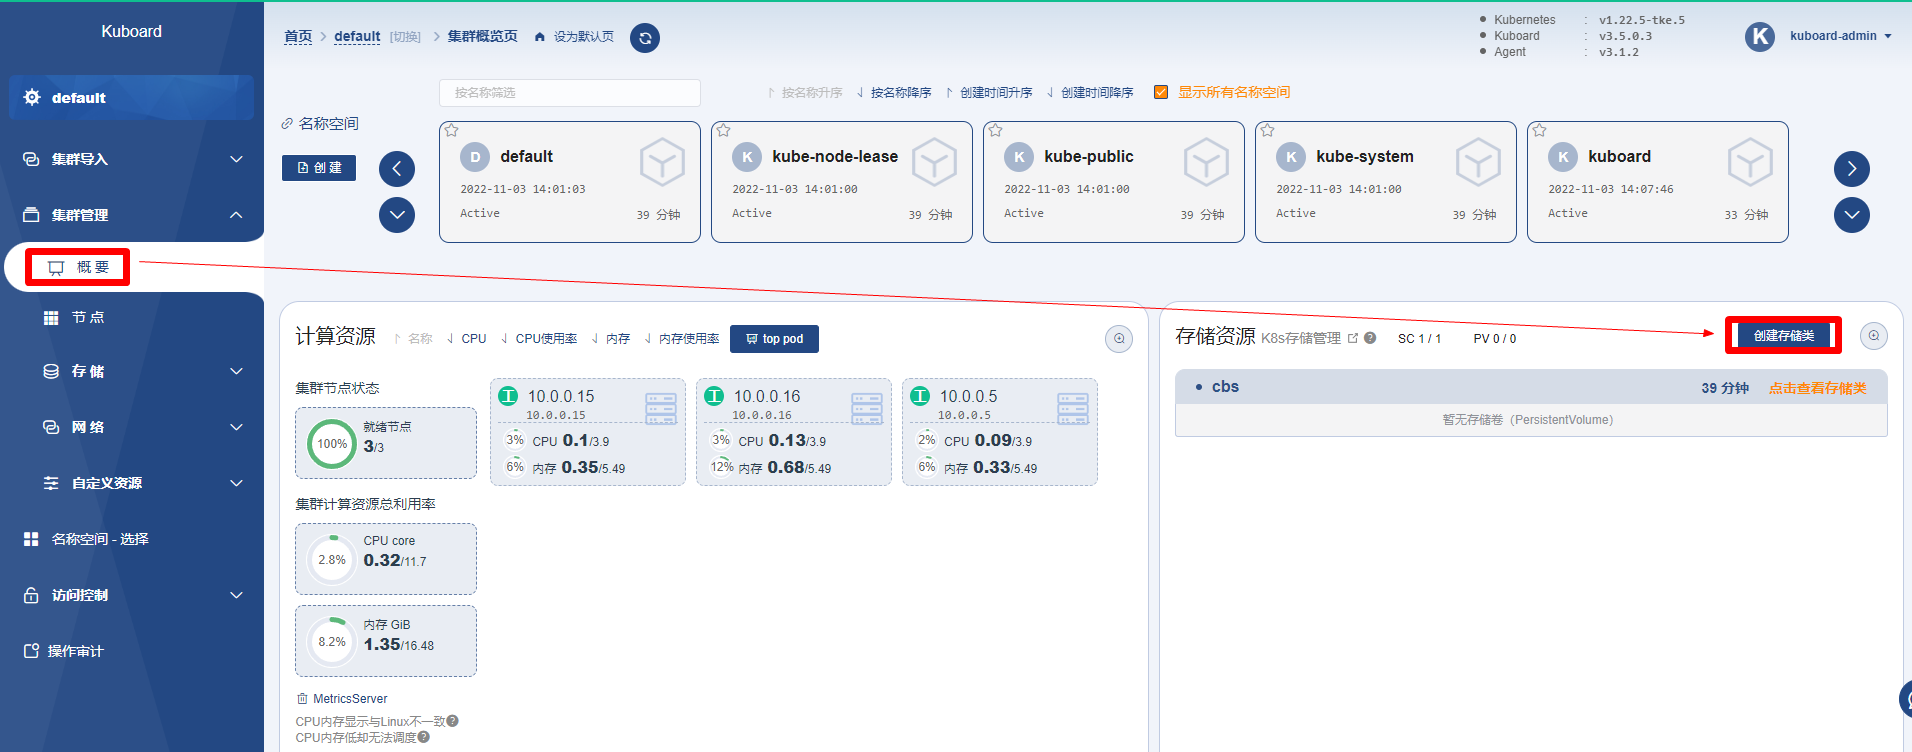 Kuboard
首页 > default [切换] > 集群概览页 设为默认页
Kubernetes : v1.22.5-tke.5
Kuboard : v3.5.0.3
Agent : v3.1.2
K kuboard-admin
default
集群导入
集群管理
概 要
节 点
存 储
网 络
自定义资源
名称空间 - 选择
访问控制
操作审计
名称空间
创 建
按名称筛选
按名称升序 按名称降序 创建时间升序 创建时间降序 显示所有名称空间
D default
2022-11-03 14:01:03
Active 39 分钟
K kube-node-lease
2022-11-03 14:01:00
Active 39 分钟
K kube-public
2022-11-03 14:01:00
Active 39 分钟
K kube-system
2022-11-03 14:01:00
Active 39 分钟
K kuboard
2022-11-03 14:07:46
Active 33 分钟
计算资源 名称 CPU CPU使用率 内存 内存使用率 top pod
集群节点状态
100% 就绪节点
3/3
工 10.0.0.15
10.0.0.15
3% CPU 0.1/3.9
6% 内存 0.35/5.49
工 10.0.0.16
10.0.0.16
3% CPU 0.13/3.9
12% 内存 0.68/5.49
工 10.0.0.5
10.0.0.5
2% CPU 0.09/3.9
6% 内存 0.33/5.49
集群计算资源总利用率
2.8% CPU core
0.32/11.7
8.2% 内存 GiB
1.35/16.48
MetricsServer
CPU内存显示与Linux不一致
CPU内存低却无法调度
存储资源 K8s存储管理 SC 1 / 1 PV 0 / 0 创建存储类
cbs 39 分钟 点击查看存储类
暂无存储卷（PersistentVolume）